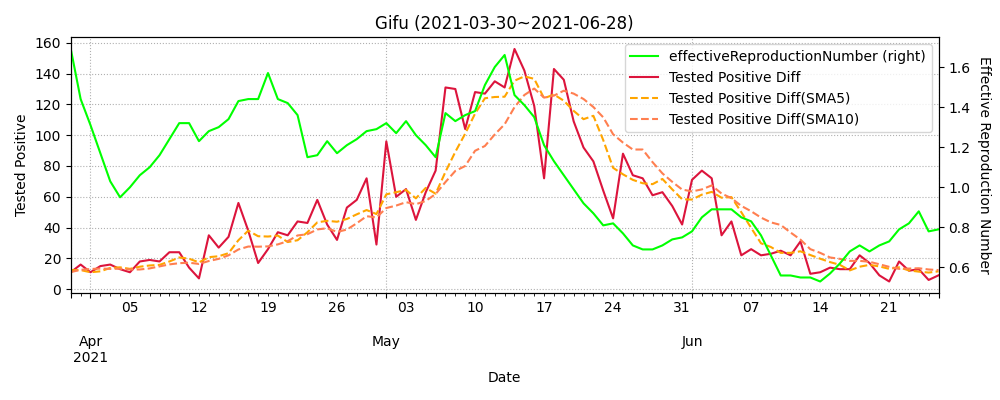 Gifu (2021-03-30~2021-06-28)
effectiveReproductionNumber (right)
Tested Positive Diff
Tested Positive Diff(SMA5)
Tested Positive Diff(SMA10)
Tested Positive
160
140
120
100
80
60
40
20
0
1.6
1.4
1.2
1.0
0.8
0.6
Effective Reproduction Number
05 12 19 26 03 10 17 24 31 07 14 21
Apr May Jun
2021
Date